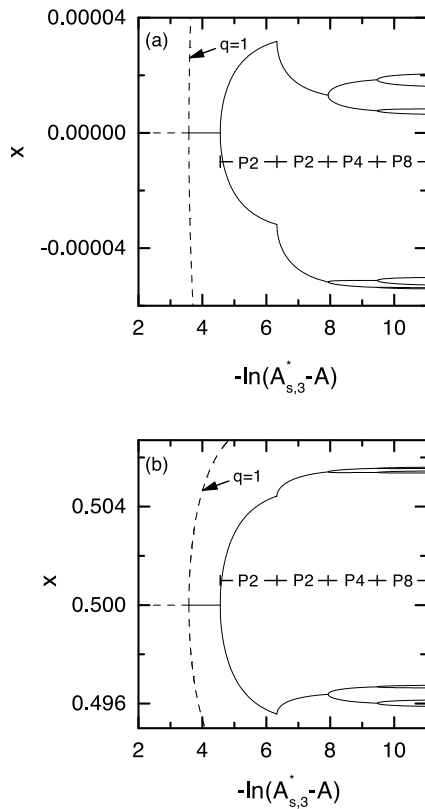 0.00004
(a)
q=1
0.00000
x
P2 P2 P4 P8
-0.00004
2 4 6 8 10
-ln(A*s,3-A)
(b)
q=1
0.504
x
P2 P2 P4 P8
0.500
0.496
2 4 6 8 10
-ln(A*s,3-A)